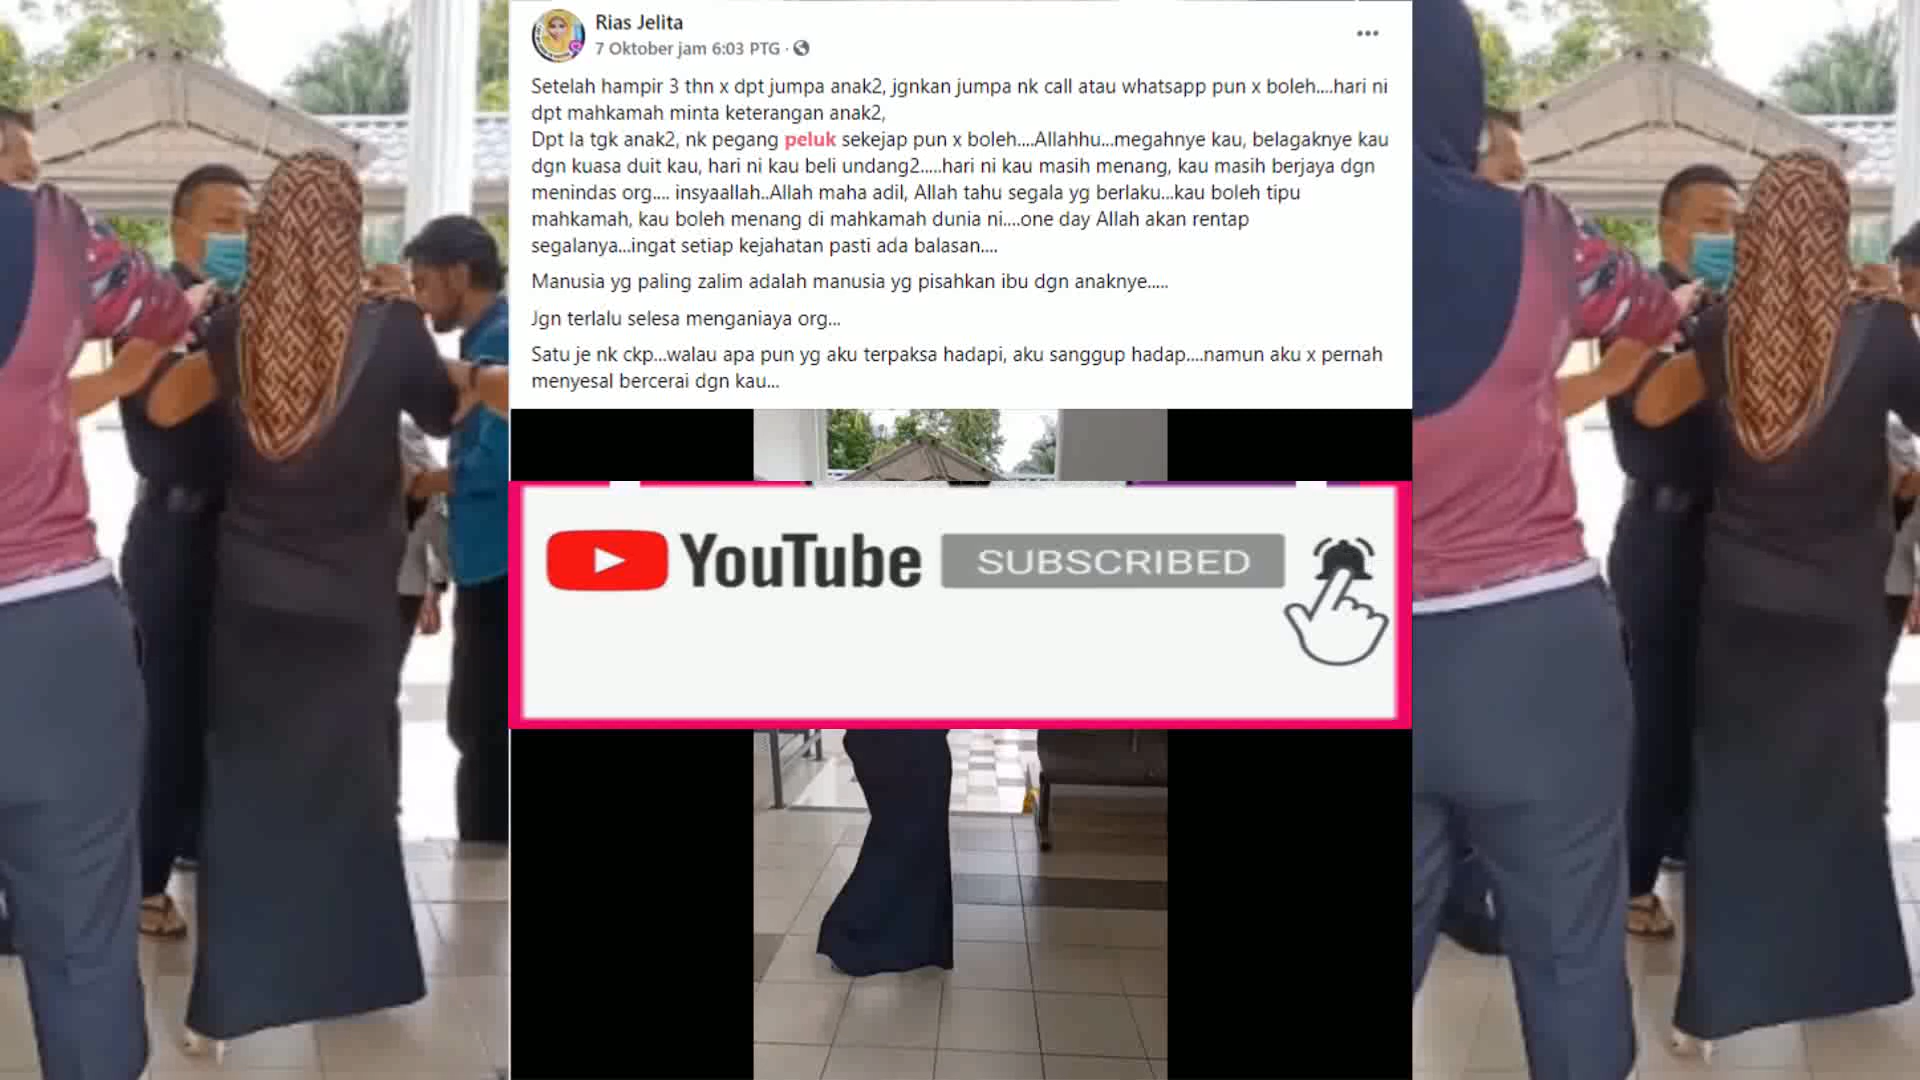 Rias Jelita
7 Oktober jam 6:03 PTG ·
Setelah hampir 3 thn x dpt jumpa anak2, jgnkan jumpa nk call atau whatsapp pun x boleh....hari ni
dpt mahkamah minta keterangan anak2,
Dpt la tgk anak2, nk pegang peluk sekejap pun x boleh....Allahhu...megahnye kau, belagaknye kau
dgn kuasa duit kau, hari ni kau beli undang2.....hari ni kau masih menang, kau masih berjaya dgn
menindas org.... insyaallah..Allah maha adil, Allah tahu segala yg berlaku...kau boleh tipu
mahkamah, kau boleh menang di mahkamah dunia ni....one day Allah akan rentap
segalanya...ingat setiap kejahatan pasti ada balasan....
Manusia yg paling zalim adalah manusia yg pisahkan ibu dgn anaknye.....
Jgn terlalu selesa menganiaya org...
Satu je nk ckp...walau apa pun yg aku terpaksa hadapi, aku sanggup hadap....namun aku x pernah
menyesal bercerai dgn kau...
YouTube SUBSCRIBED